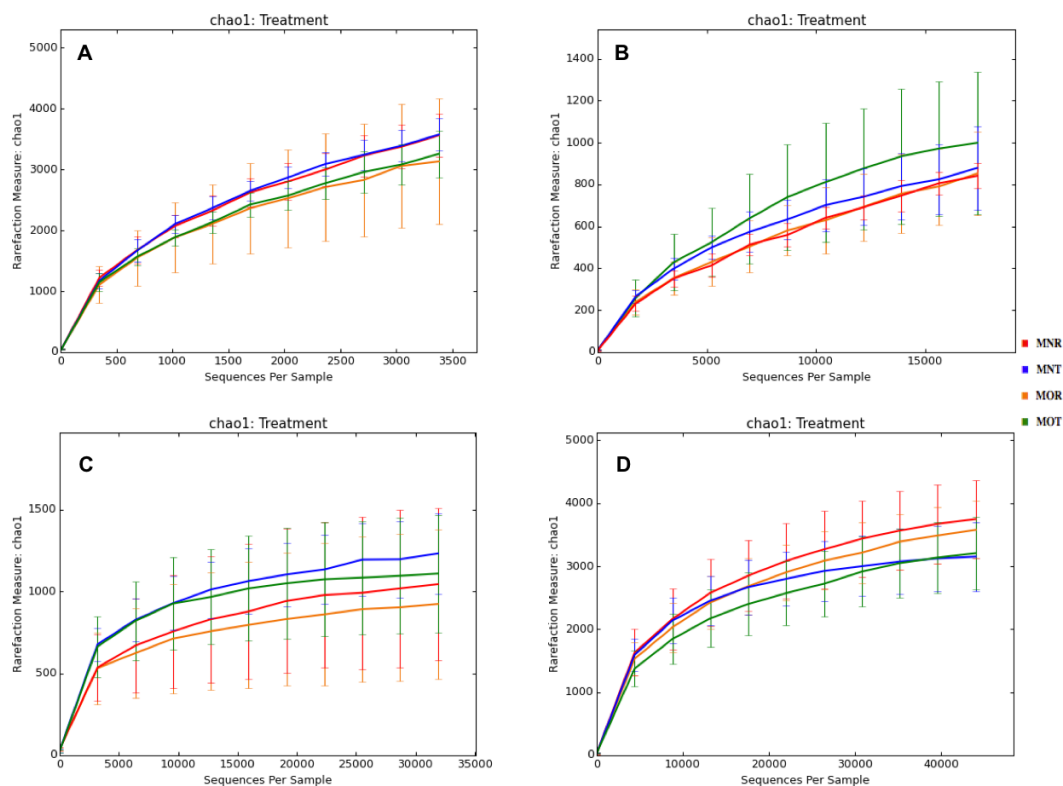 chao1: Treatment
A
5000
4000
3000
2000
1000
0
Rarefaction Measure: chao1
0 500 1000 1500 2000 2500 3000 3500
Sequences Per Sample
chao1: Treatment
B
1400
1200
1000
800
600
400
200
0
Rarefaction Measure: chao1
0 5000 10000 15000
Sequences Per Sample
MNR
MNT
MOR
MOT
chao1: Treatment
C
1500
1000
500
0
Rarefaction Measure: chao1
0 5000 10000 15000 20000 25000 30000 35000
Sequences Per Sample
chao1: Treatment
D
5000
4000
3000
2000
1000
0
Rarefaction Measure: chao1
0 10000 20000 30000 40000
Sequences Per Sample